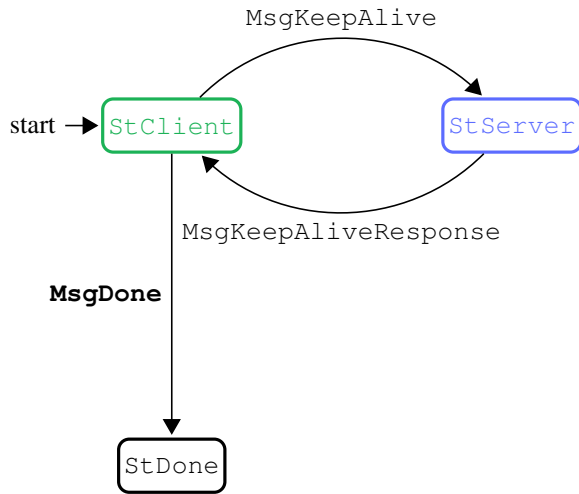 MsgKeepAlive
start
StClient
StServer
MsgKeepAliveResponse
MsgDone
StDone